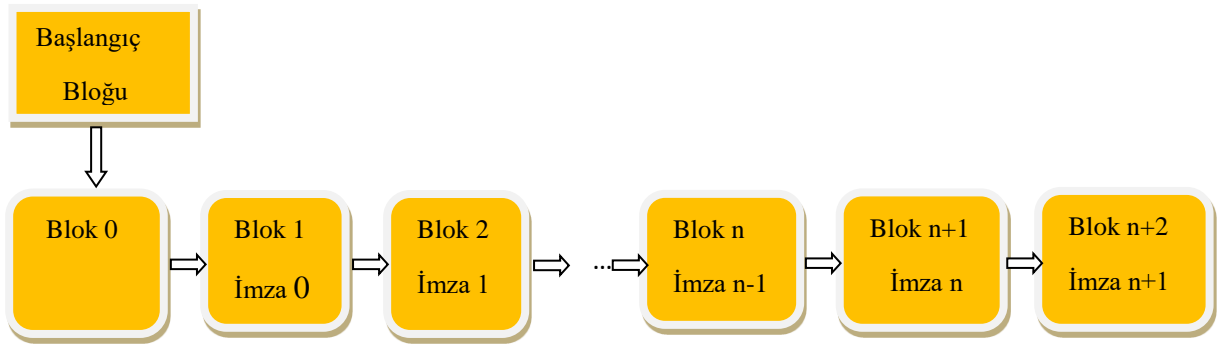 Başlangıç
Bloğu
Blok 0
Blok 1
İmza 0
Blok 2
İmza 1
...
Blok n
İmza n-1
Blok n+1
İmza n
Blok n+2
İmza n+1